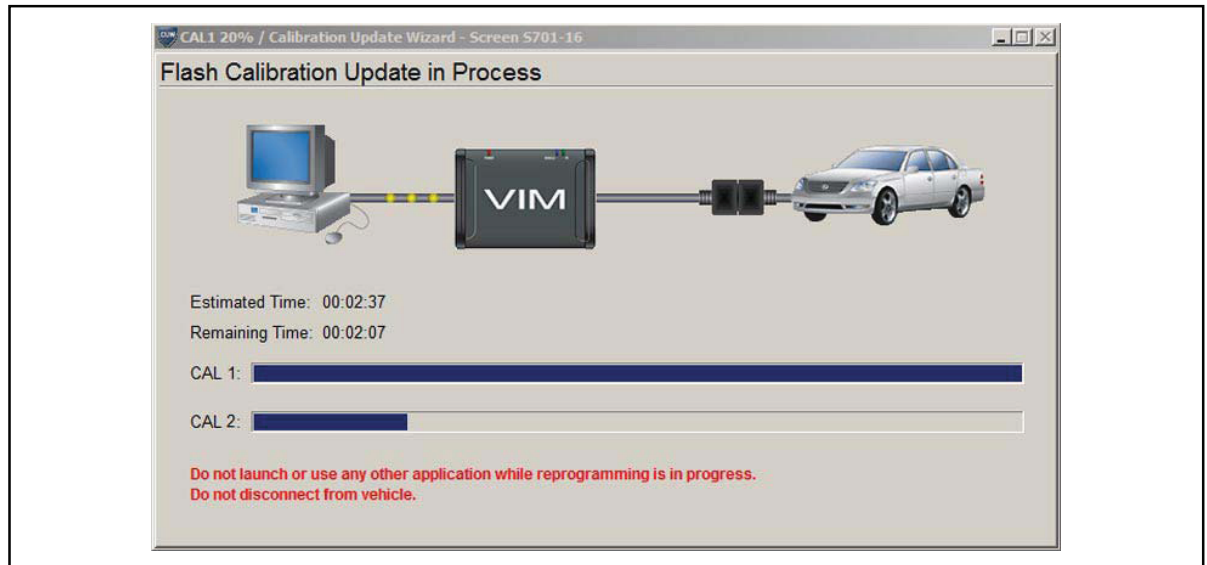 CAL1 20% / Calibration Update Wizard - Screen S701-16
Flash Calibration Update in Process
VIM
Estimated Time: 00:02:37
Remaining Time: 00:02:07
CAL 1:
CAL 2:
Do not launch or use any other application while reprogramming is in progress.
Do not disconnect from vehicle.